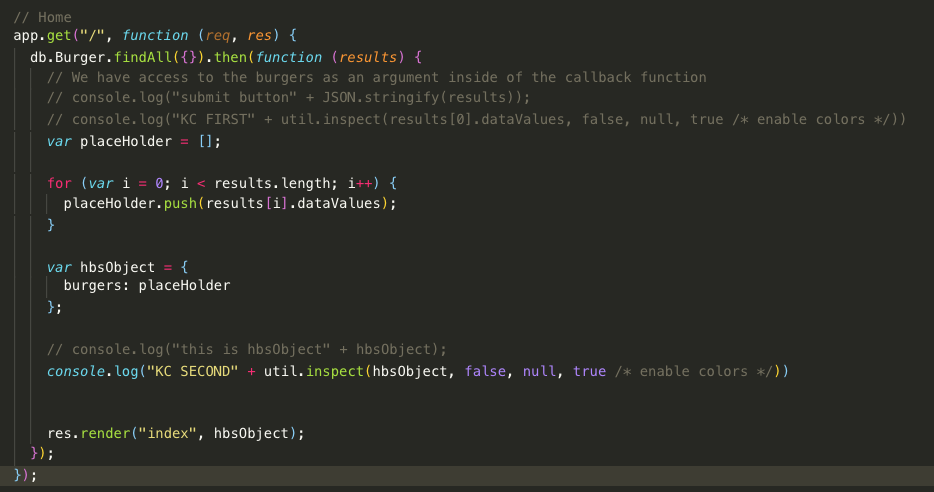 // Home
app.get("/", function (req, res) {
db.Burger.findAll({}).then(function (results) {
// We have access to the burgers as an argument inside of the callback function
// console.log("submit button" + JSON.stringify(results));
// console.log("KC FIRST" + util.inspect(results[0].dataValues, false, null, true /* enable colors */))
var placeHolder = [];
for (var i = 0; i < results.length; i++) {
placeHolder.push(results[i].dataValues);
}
var hbsObject = {
burgers: placeHolder
};
// console.log("this is hbsObject" + hbsObject);
console.log("KC SECOND" + util.inspect(hbsObject, false, null, true /* enable colors */))
res.render("index", hbsObject);
});
});